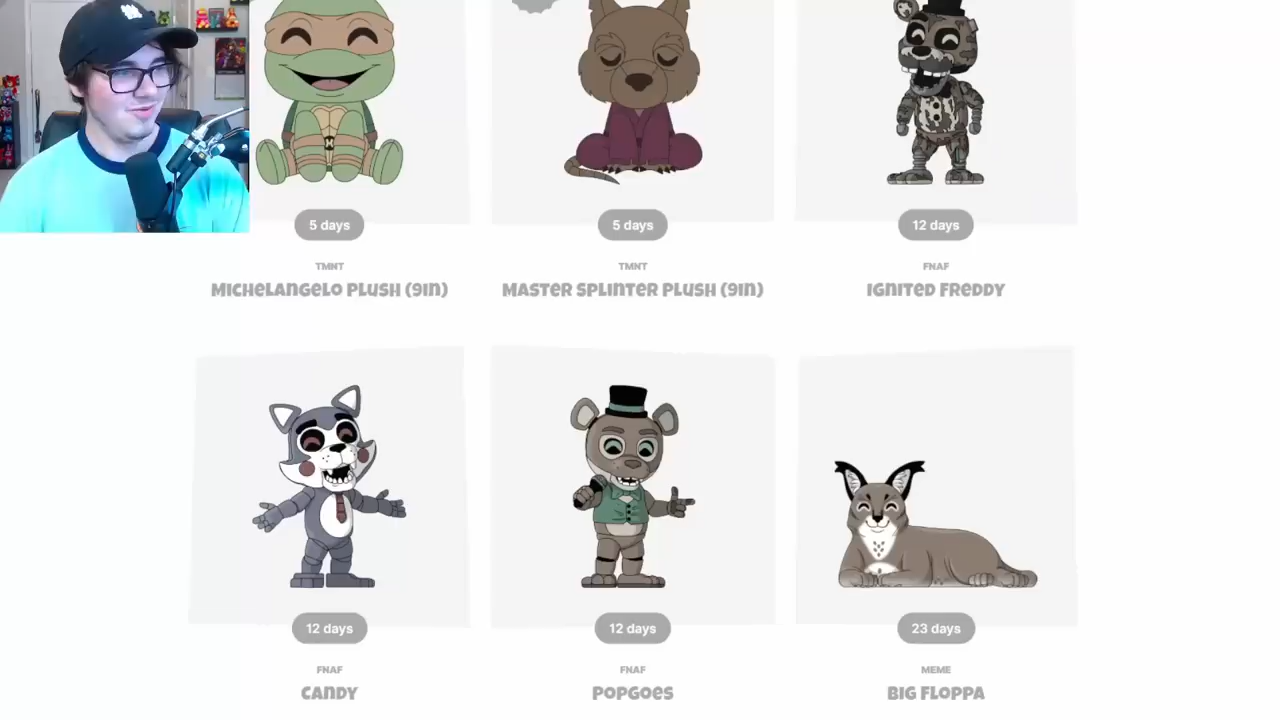 5 days
5 days
12 days
TMNT
TMNT
FNAF
MICHELANGELO PLUSH (9IN)
MASTER SPLINTER PLUSH (9IN)
IGNITED FREDDY
12 days
12 days
23 days
FNAF
FNAF
MEME
CANDY
POPGOES
BIG FLOPPA